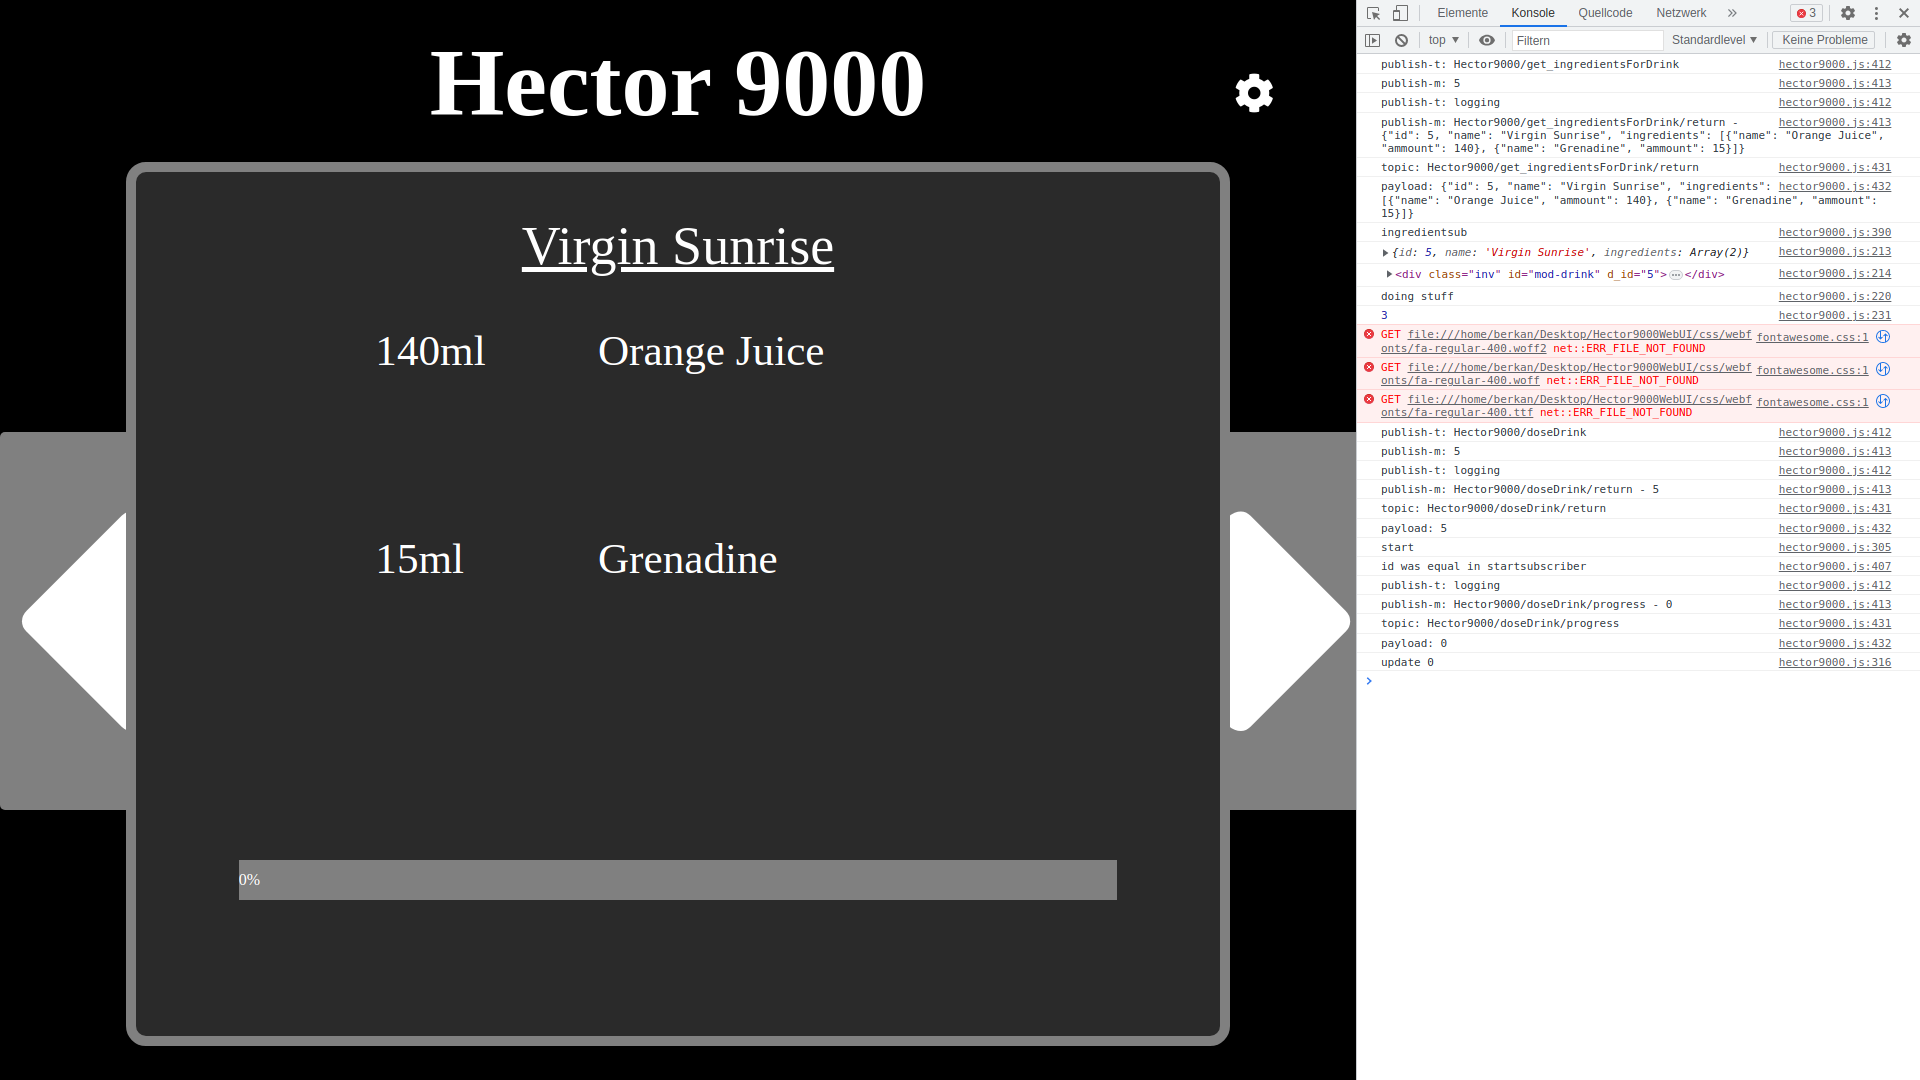 Hector 9000
Virgin Sunrise
140ml Orange Juice
15ml Grenadine
0%
Elemente Konsole Quellcode Netzwerk 3
top Filtern Standardlevel Keine Probleme
publish-t: Hector9000/get_ingredientsForDrink hector9000.js:412
publish-m: 5 hector9000.js:413
publish-t: logging hector9000.js:412
publish-m: Hector9000/get_ingredientsForDrink/return - hector9000.js:413
{"id": 5, "name": "Virgin Sunrise", "ingredients": [{"name": "Orange Juice",
"ammount": 140}, {"name": "Grenadine", "ammount": 15}]}
topic: Hector9000/get_ingredientsForDrink/return hector9000.js:431
payload: {"id": 5, "name": "Virgin Sunrise", "ingredients": hector9000.js:432
[{"name": "Orange Juice", "ammount": 140}, {"name": "Grenadine", "ammount":
15}]}
ingredientsub hector9000.js:390
{id: 5, name: 'Virgin Sunrise', ingredients: Array(2)} hector9000.js:213
<div class="inv" id="mod-drink" d_id="5">…</div> hector9000.js:214
doing stuff hector9000.js:220
3 hector9000.js:231
GET file:///home/berkan/Desktop/Hector9000WebUI/css/webf fontawesome.css:1
onts/fa-regular-400.woff2 net::ERR_FILE_NOT_FOUND
GET file:///home/berkan/Desktop/Hector9000WebUI/css/webf fontawesome.css:1
onts/fa-regular-400.woff net::ERR_FILE_NOT_FOUND
GET file:///home/berkan/Desktop/Hector9000WebUI/css/webf fontawesome.css:1
onts/fa-regular-400.ttf net::ERR_FILE_NOT_FOUND
publish-t: Hector9000/doseDrink hector9000.js:412
publish-m: 5 hector9000.js:413
publish-t: logging hector9000.js:412
publish-m: Hector9000/doseDrink/return - 5 hector9000.js:413
topic: Hector9000/doseDrink/return hector9000.js:431
payload: 5 hector9000.js:432
start hector9000.js:305
id was equal in startsubscriber hector9000.js:407
publish-t: logging hector9000.js:412
publish-m: Hector9000/doseDrink/progress - 0 hector9000.js:413
topic: Hector9000/doseDrink/progress hector9000.js:431
payload: 0 hector9000.js:432
update 0 hector9000.js:316